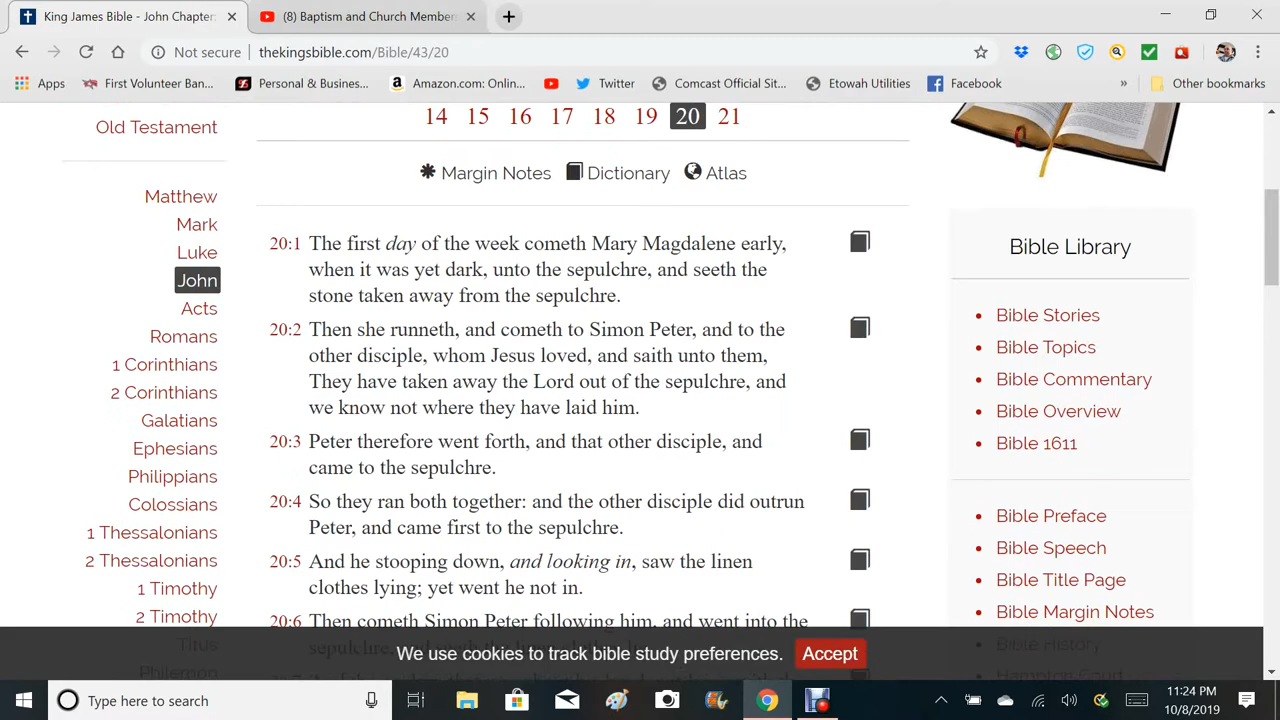 King James Bible - John Chapter:
(8) Baptism and Church Member
Not secure
thekingsbible.com/Bible/43/20
Apps
First Volunteer Ban...
Personal & Business...
Amazon.com: Onlin...
Twitter
Comcast Official Sit...
Etowah Utilities
Facebook
»
Other bookmarks
14 15 16 17 18 19 20 21
Margin Notes
Dictionary
Atlas
Old Testament
Matthew
Mark
Luke
John
Acts
Romans
1 Corinthians
2 Corinthians
Galatians
Ephesians
Philippians
Colossians
1 Thessalonians
2 Thessalonians
1 Timothy
2 Timothy
Titus
Philemon
20:1 The first day of the week cometh Mary Magdalene early,
when it was yet dark, unto the sepulchre, and seeth the
stone taken away from the sepulchre.
20:2 Then she runneth, and cometh to Simon Peter, and to the
other disciple, whom Jesus loved, and saith unto them,
They have taken away the Lord out of the sepulchre, and
we know not where they have laid him.
20:3 Peter therefore went forth, and that other disciple, and
came to the sepulchre.
20:4 So they ran both together: and the other disciple did outrun
Peter, and came first to the sepulchre.
20:5 And he stooping down, and looking in, saw the linen
clothes lying; yet went he not in.
20:6 Then cometh Simon Peter following him, and went into the
Bible Library
Bible Stories
Bible Topics
Bible Commentary
Bible Overview
Bible 1611
Bible Preface
Bible Speech
Bible Title Page
Bible Margin Notes
Bible History
Hampton Court
We use cookies to track bible study preferences.
Accept
Type here to search
11:24 PM
10/8/2019